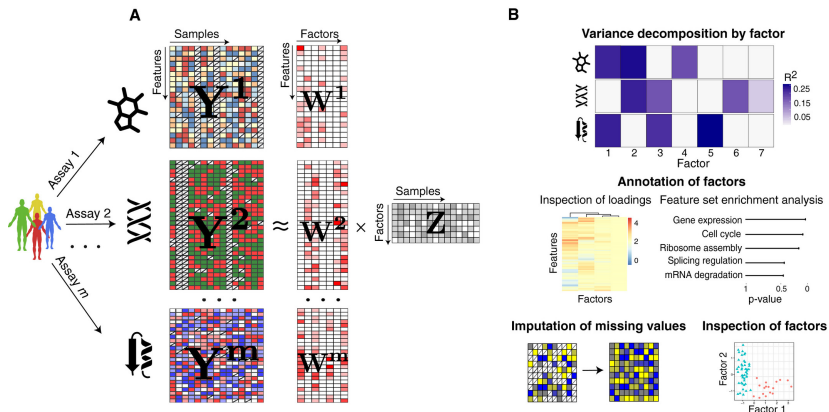 A
Samples
Factors
Features
Features
Y¹
W¹
Assay 1
Assay 2
. . .
Assay m
Y²
≈
W²
×
Samples
Factors
Z
. . .
. . .
Yᵐ
Wᵐ
B
Variance decomposition by factor
R²
0.25
0.15
0.05
1 2 3 4 5 6 7
Factor
Annotation of factors
Inspection of loadings
Features
Factors
4
2
0
Feature set enrichment analysis
Gene expression
Cell cycle
Ribosome assembly
Splicing regulation
mRNA degradation
1 0.5 0
p-value
Imputation of missing values
Inspection of factors
Factor 2
Factor 1